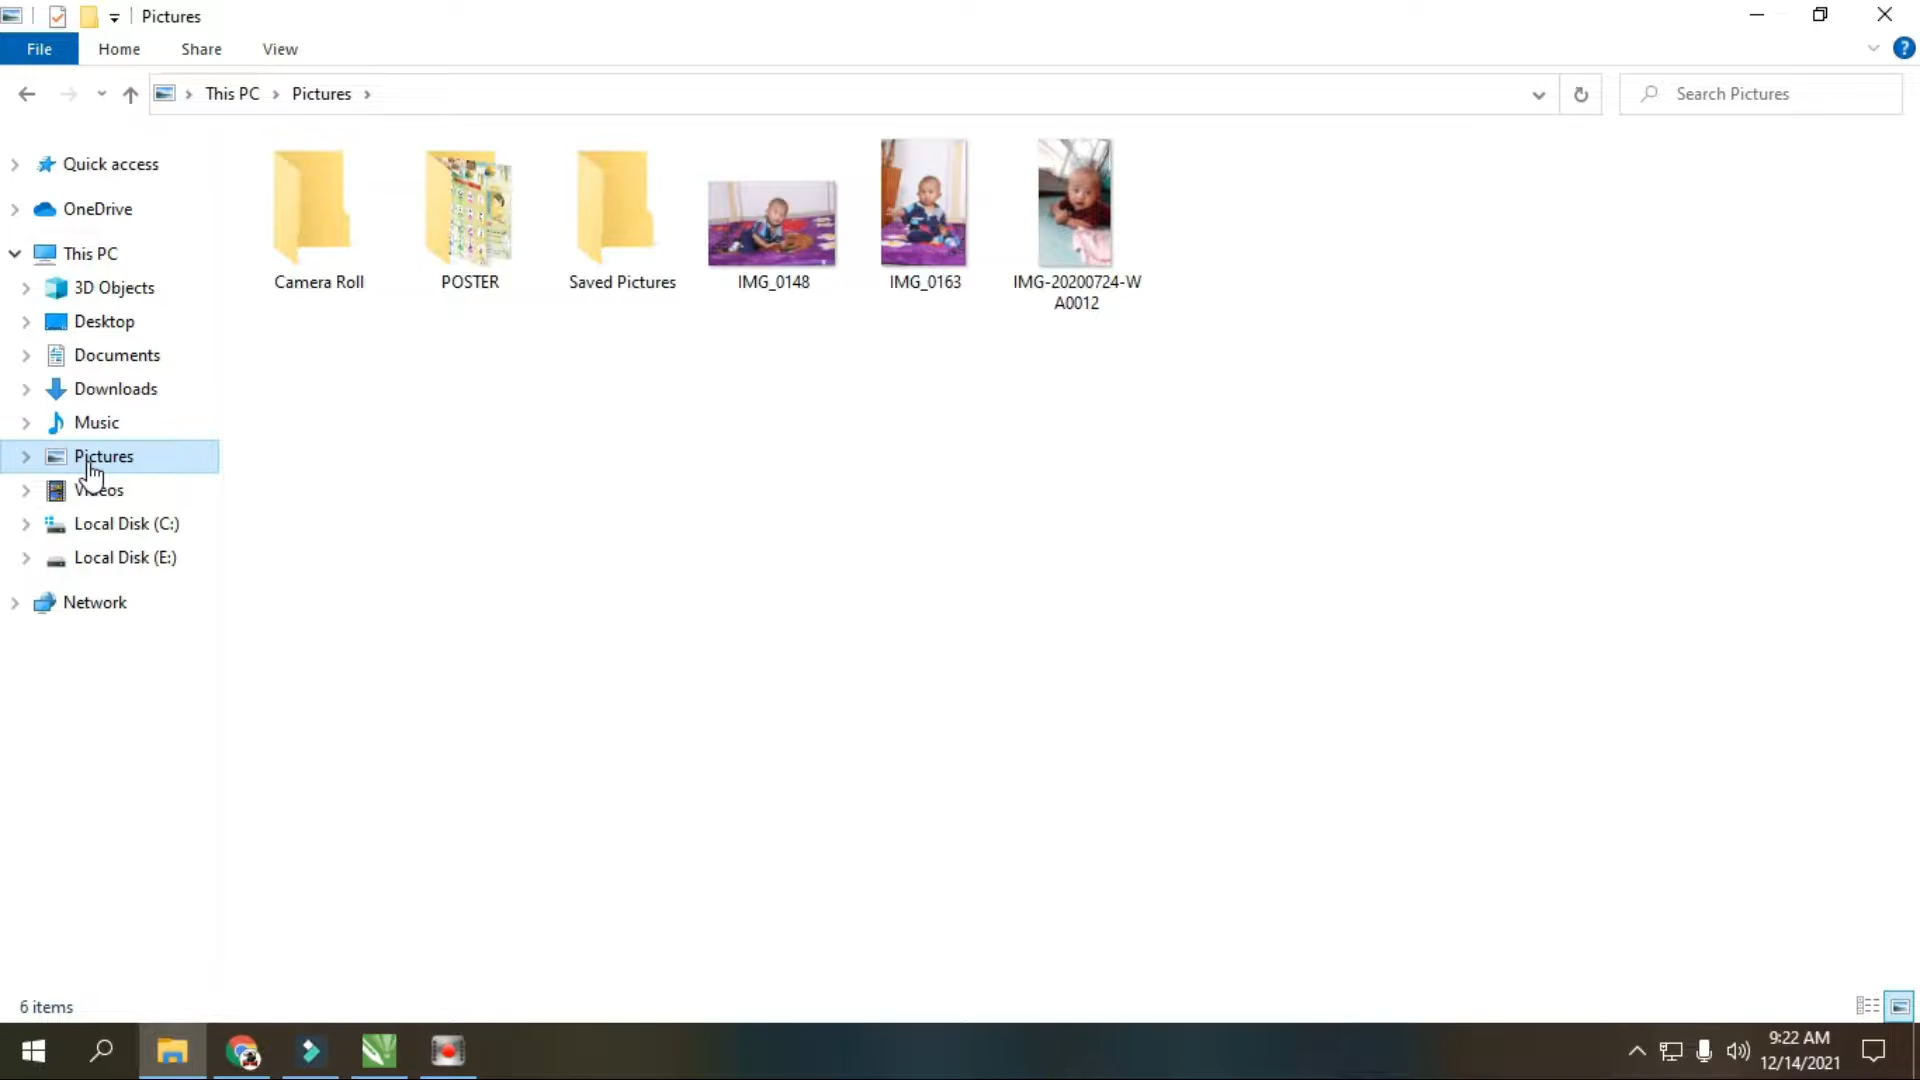 Pictures
File Home Share View
This PC Pictures
Search Pictures
Quick access
OneDrive
This PC
3D Objects
Desktop
Documents
Downloads
Music
Pictures
Videos
Local Disk (C:)
Local Disk (E:)
Network
Camera Roll
POSTER
Saved Pictures
IMG_0148
IMG_0163
IMG-20200724-W
A0012
6 items
9:22 AM
12/14/2021